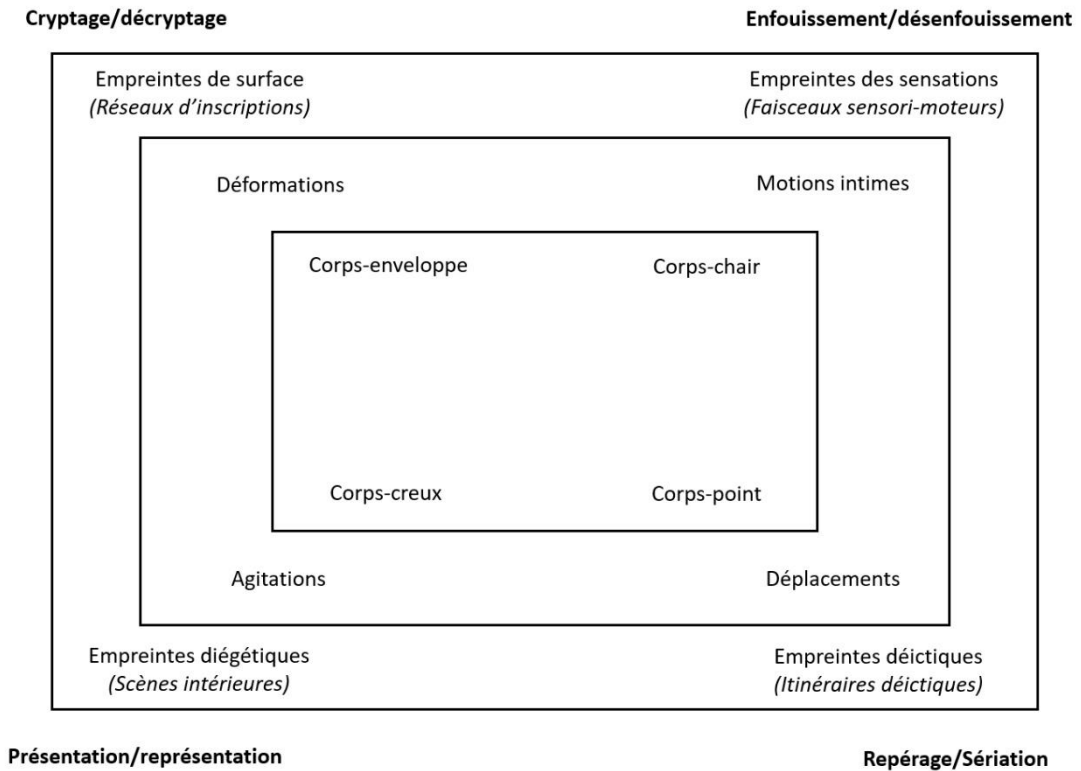 Cryptage/décryptage
Enfouissement/désenfouissement
Empreintes de surface
(Réseaux d’inscriptions)
Empreintes des sensations
(Faisceaux sensori-moteurs)
Déformations
Motions intimes
Corps-enveloppe
Corps-chair
Corps-creux
Corps-point
Agitations
Déplacements
Empreintes diégétiques
(Scènes intérieures)
Empreintes déictiques
(Itinéraires déictiques)
Présentation/représentation
Repérage/Sériation